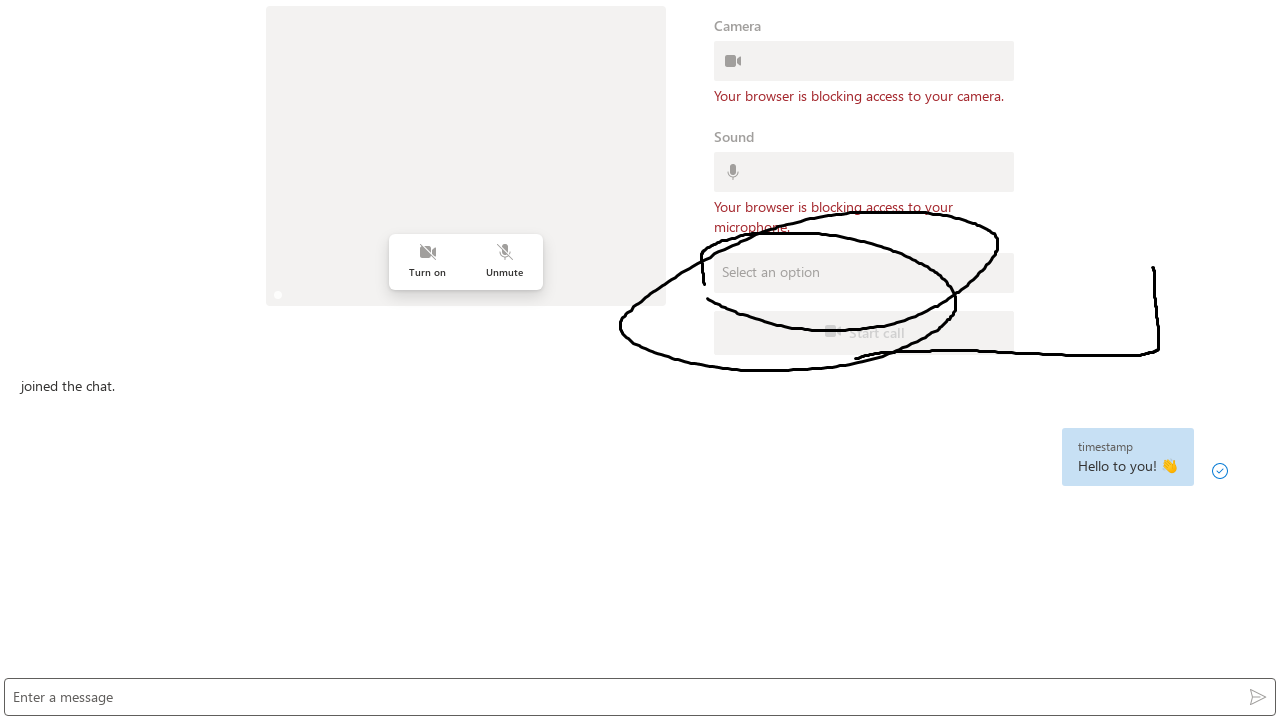 Camera
Your browser is blocking access to your camera.
Sound
Your browser is blocking access to your
microphone.
Turn on
Unmute
Select an option
Start call
joined the chat.
timestamp
Hello to you! 👋
Enter a message